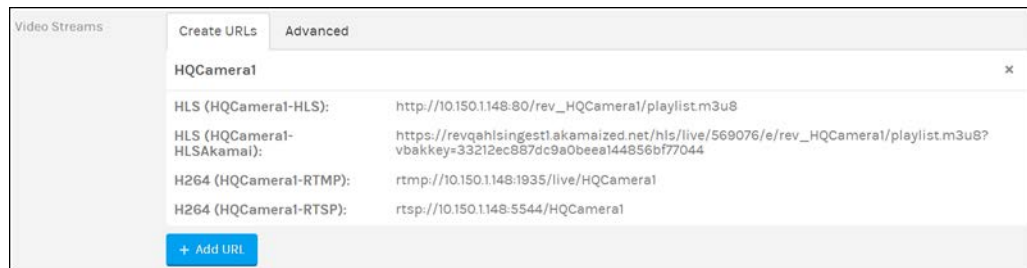 Video Streams
Create URLs
Advanced
HQCamera1
×
HLS (HQCamera1-HLS):
http://10.150.1.148:80/rev_HQCamera1/playlist.m3u8
HLS (HQCamera1-
HLSAkamai):
https://revqahlsingest1.akamaized.net/hls/live/569076/e/rev_HQCamera1/playlist.m3u8?
vbakkey=33212ec887dc9a0beea144856bf77044
H264 (HQCamera1-RTMP):
rtmp://10.150.1.148:1935/live/HQCamera1
H264 (HQCamera1-RTSP):
rtsp://10.150.1.148:5544/HQCamera1
+ Add URL